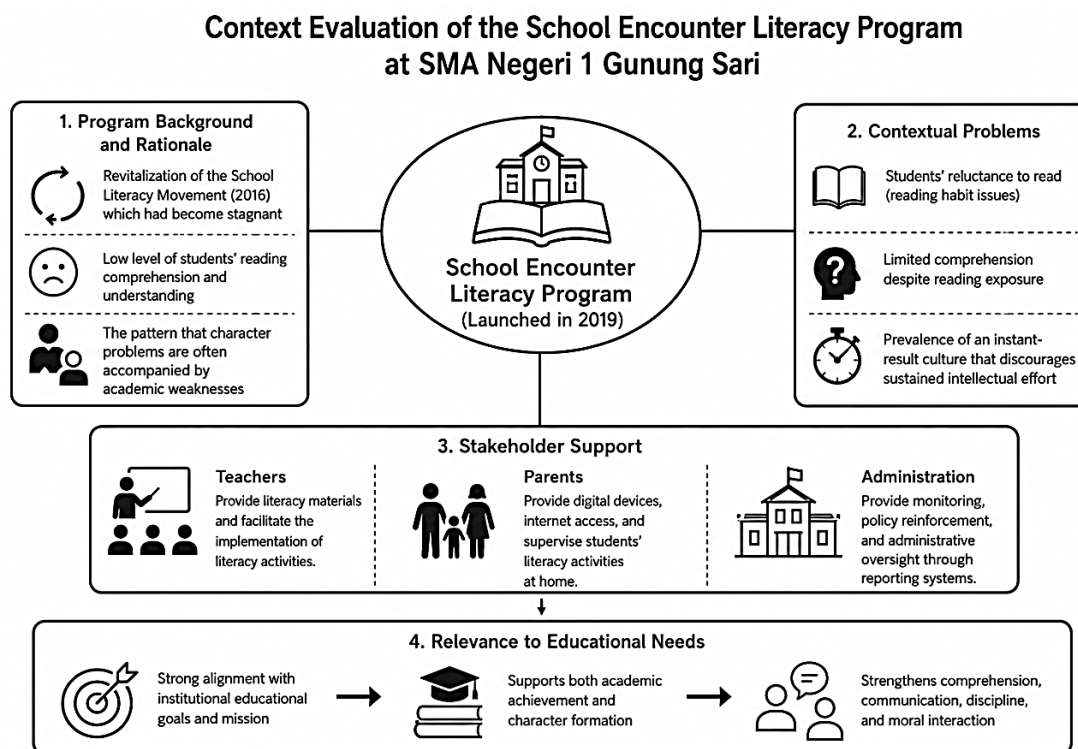 Context Evaluation of the School Encounter Literacy Program
at SMA Negeri 1 Gunung Sari
1. Program Background
and Rationale
Revitalization of the School
Literacy Movement (2016)
which had become stagnant
Low level of students' reading
comprehension and
understanding
The pattern that character
problems are often
accompanied by
academic weaknesses
School Encounter
Literacy Program
(Launched in 2019)
2. Contextual Problems
Students' reluctance to read
(reading habit issues)
?
Limited comprehension
despite reading exposure
Prevalence of an instant-
result culture that discourages
sustained intellectual effort
3. Stakeholder Support
Teachers
Provide literacy materials
and facilitate the
implementation of
literacy activities.
Parents
Provide digital devices,
internet access, and
supervise students'
literacy activities
at home.
Administration
Provide monitoring,
policy reinforcement,
and administrative
oversight through
reporting systems.
4. Relevance to Educational Needs
Strong alignment with
institutional educational
goals and mission
Supports both academic
achievement and
character formation
Strengthens comprehension,
communication, discipline,
and moral interaction